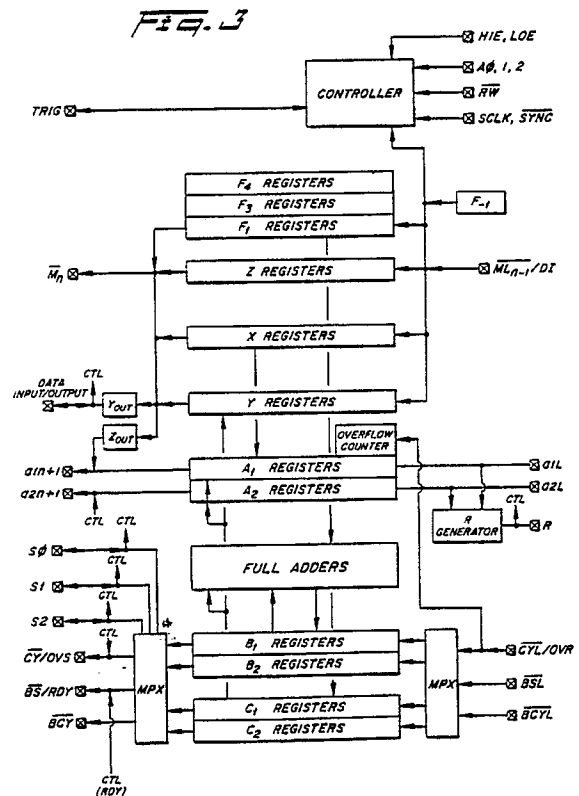 Fig. 3
HIE, LOE
AØ, 1, 2
CONTROLLER
RW
TRIG
SCLK, SYNC
F4 REGISTERS
F3 REGISTERS
F-1
F1 REGISTERS
Mn
Z REGISTERS
MLn-1/DI
X REGISTERS
CTL
DATA
INPUT/OUTPUT
YOUT
Y REGISTERS
ZOUT
OVERFLOW
COUNTER
a1n+1
A1 REGISTERS
a1L
a2n+1
A2 REGISTERS
a2L
CTL
CTL
R
GENERATOR
R
CTL
SØ
CTL
FULL ADDERS
S1
CTL
S2
CTL
CY/OVS
B1 REGISTERS
CYL/OVR
B2 REGISTERS
BS/RDY
MPX
MPX
BSL
BCY
C1 REGISTERS
BCYL
C2 REGISTERS
CTL
(RDY)